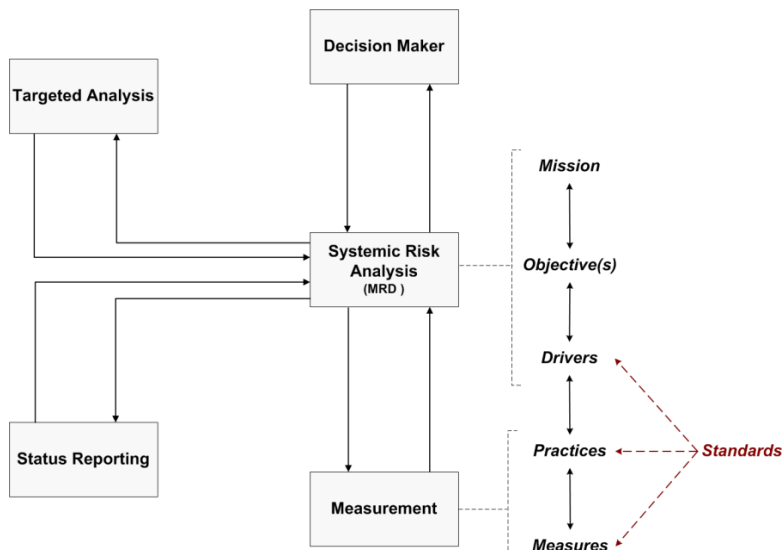 Decision Maker
Targeted Analysis
Mission
Systemic Risk
Analysis
(MRD )
Objective(s)
Drivers
Status Reporting
Practices
Standards
Measurement
Measures